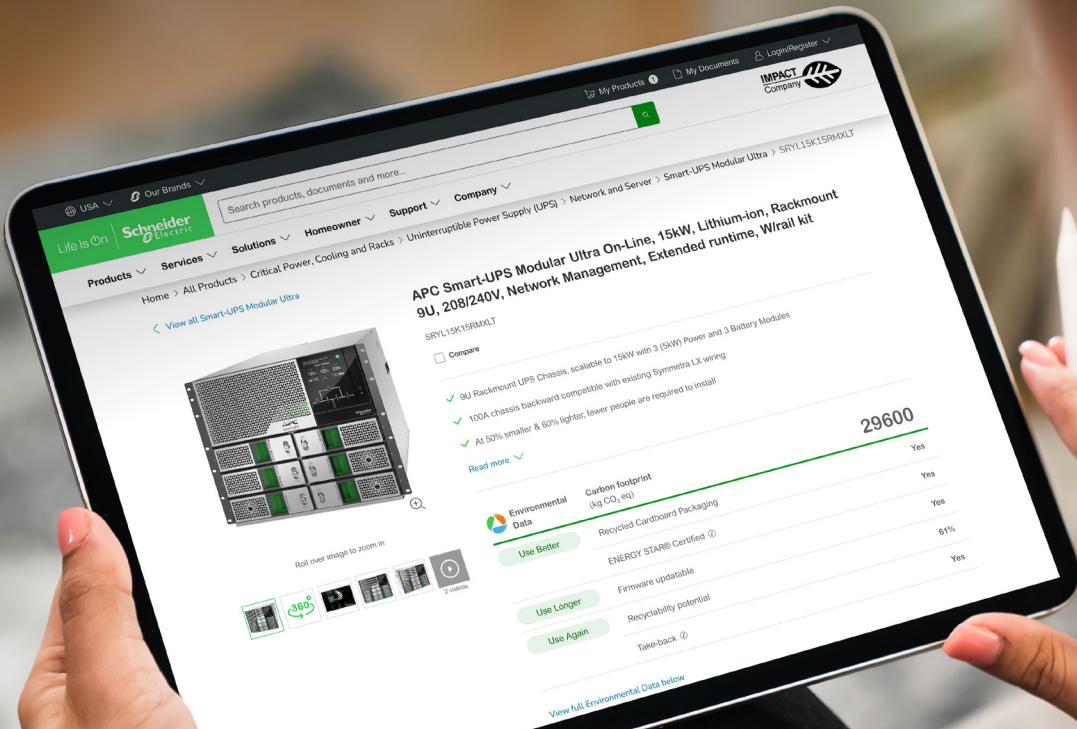 USA
Our Brands
My Products 1
My Documents
Login/Register
Life Is On | Schneider Electric
Search products, documents and more...
IMPACT Company
Products
Services
Solutions
Homeowner
Support
Company
Home > All Products > Critical Power, Cooling and Racks > Uninterruptible Power Supply (UPS) > Network and Server > Smart-UPS Modular Ultra > SRYL15K15RMXLT
View all Smart-UPS Modular Ultra
APC Smart-UPS Modular Ultra On-Line, 15kW, Lithium-ion, Rackmount
9U, 208/240V, Network Management, Extended runtime, W/rail kit
SRYL15K15RMXLT
Compare
9U Rackmount UPS Chassis, scalable to 15kW with 3 (5kW) Power and 3 Battery Modules
100A chassis backward compatible with existing Symmetra LX wiring
At 50% smaller & 60% lighter, fewer people are required to install
Read more
APC
Roll over image to zoom in
360°
2 videos
Environmental
Data
Carbon footprint
(kg CO₂ eq)
29600
Use Better
Recycled Cardboard Packaging
Yes
ENERGY STAR® Certified
Yes
Use Longer
Firmware updatable
Yes
Use Again
Recyclability potential
61%
Take-back
Yes
View full Environmental Data below